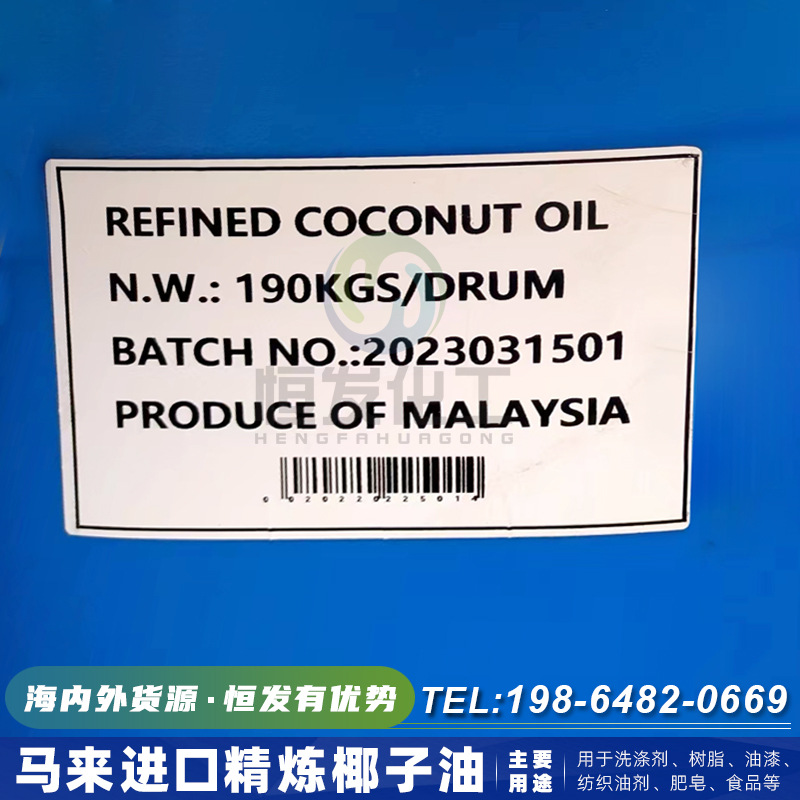 REFINED COCONUT OIL
N.W.: 190KGS/DRUM
BATCH NO.:2023031501
恒发化工
PRODUCE OF MALAYSIA
HENGFAHUAGONG
0020220225014
海内外货源·恒发有优势
TEL:198-6482-0669
马来进口精炼椰子油
主要用途
用于洗涤剂、树脂、油漆、
纺织油剂、肥皂、食品等